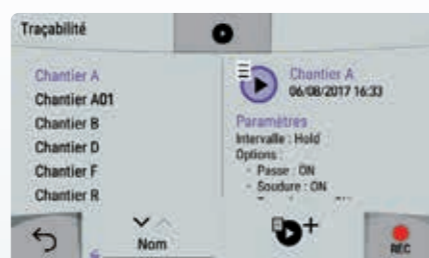 Traçabilité
Chantier A
Chantier A01
Chantier B
Chantier D
Chantier F
Chantier R
Chantier A
06/08/2017 16:33
Paramètres
Intervalle : Hold
Options :
- Passe : ON
- Soudure : ON
Nom
REC